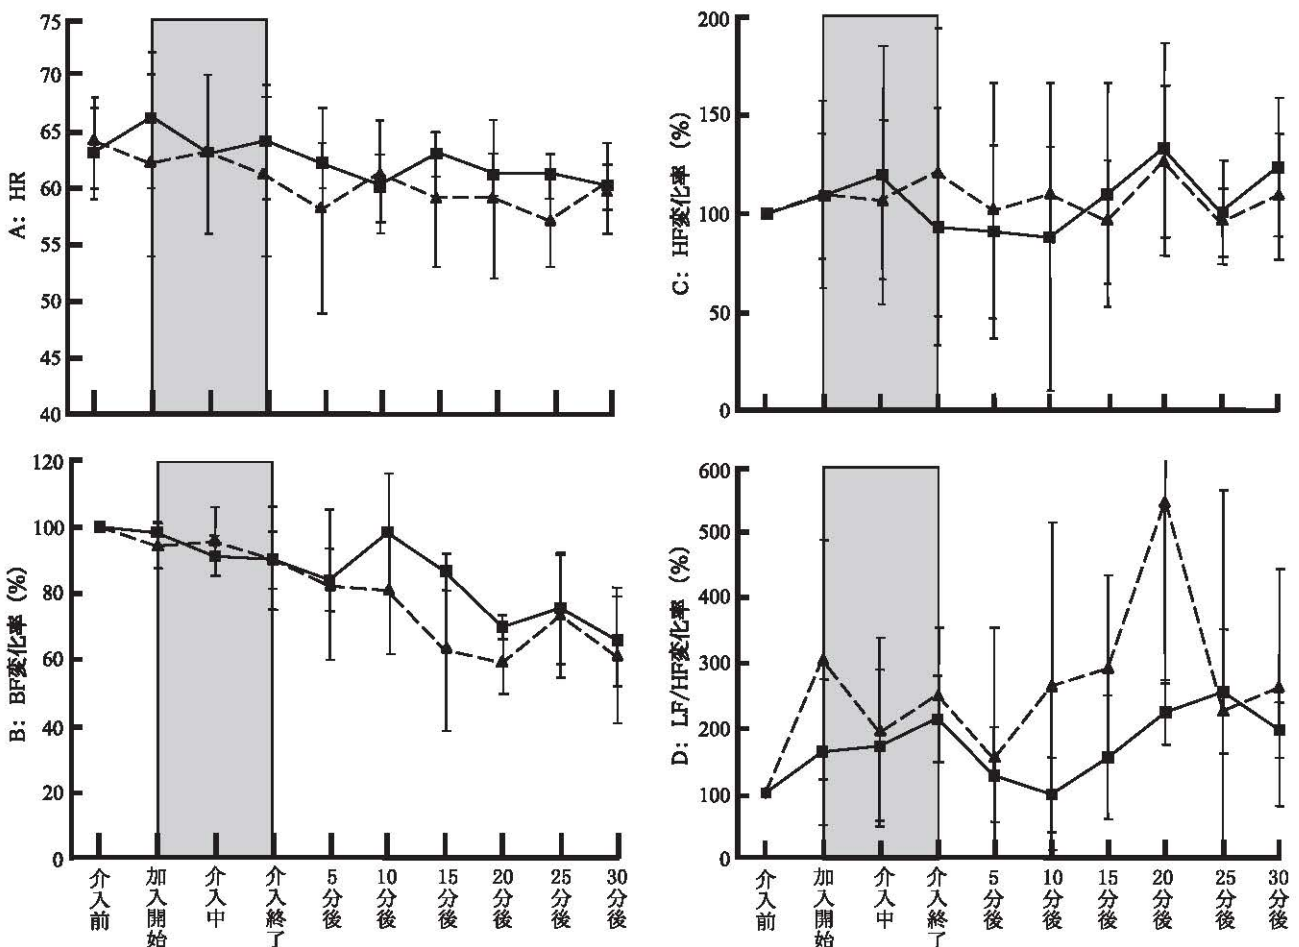 A: HR
75
70
65
60
55
50
45
40
C: HF変化率 (%)
200
150
100
50
0
B: BF変化率 (%)
120
100
80
60
40
20
0
介入前
加入開始
介入中
介入終了
5分後
10分後
15分後
20分後
25分後
30分後
D: LF/HF変化率 (%)
600
500
400
300
200
100
0
介入前
加入開始
介入中
介入終了
5分後
10分後
15分後
20分後
25分後
30分後